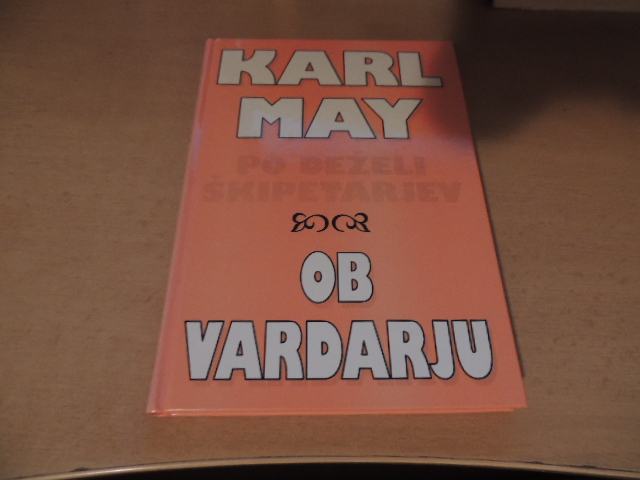 KARL
MAY
PO DEŽELI
ŠKIPETARJEV
OB
VARDARJU